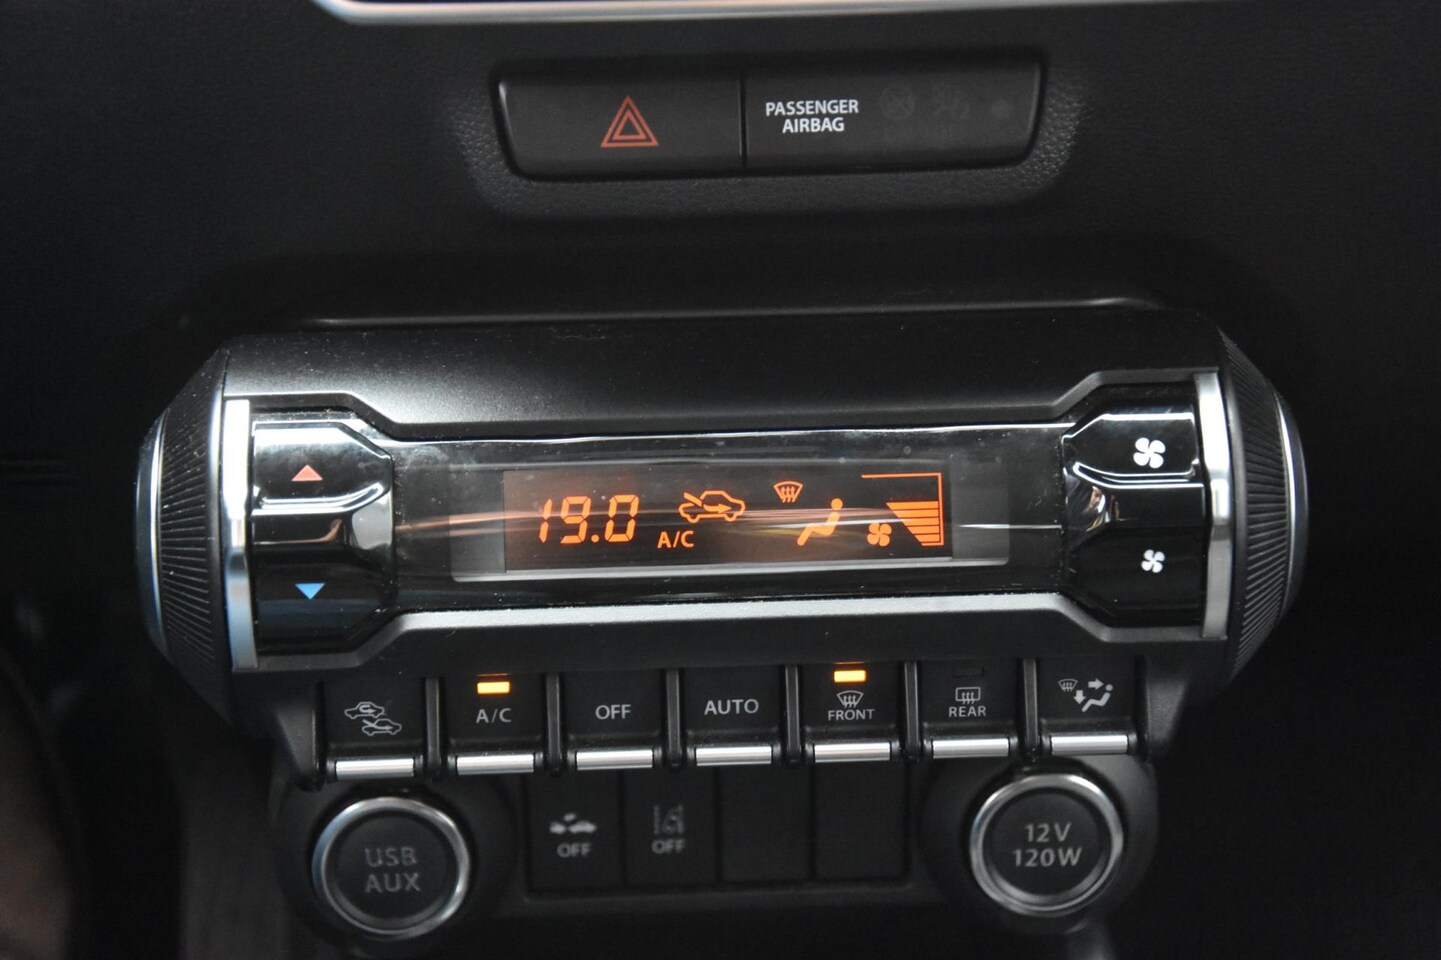 PASSENGER
AIRBAG
19.0
A/C
A/C
OFF
AUTO
FRONT
REAR
OFF
OFF
USB
AUX
12V
120W